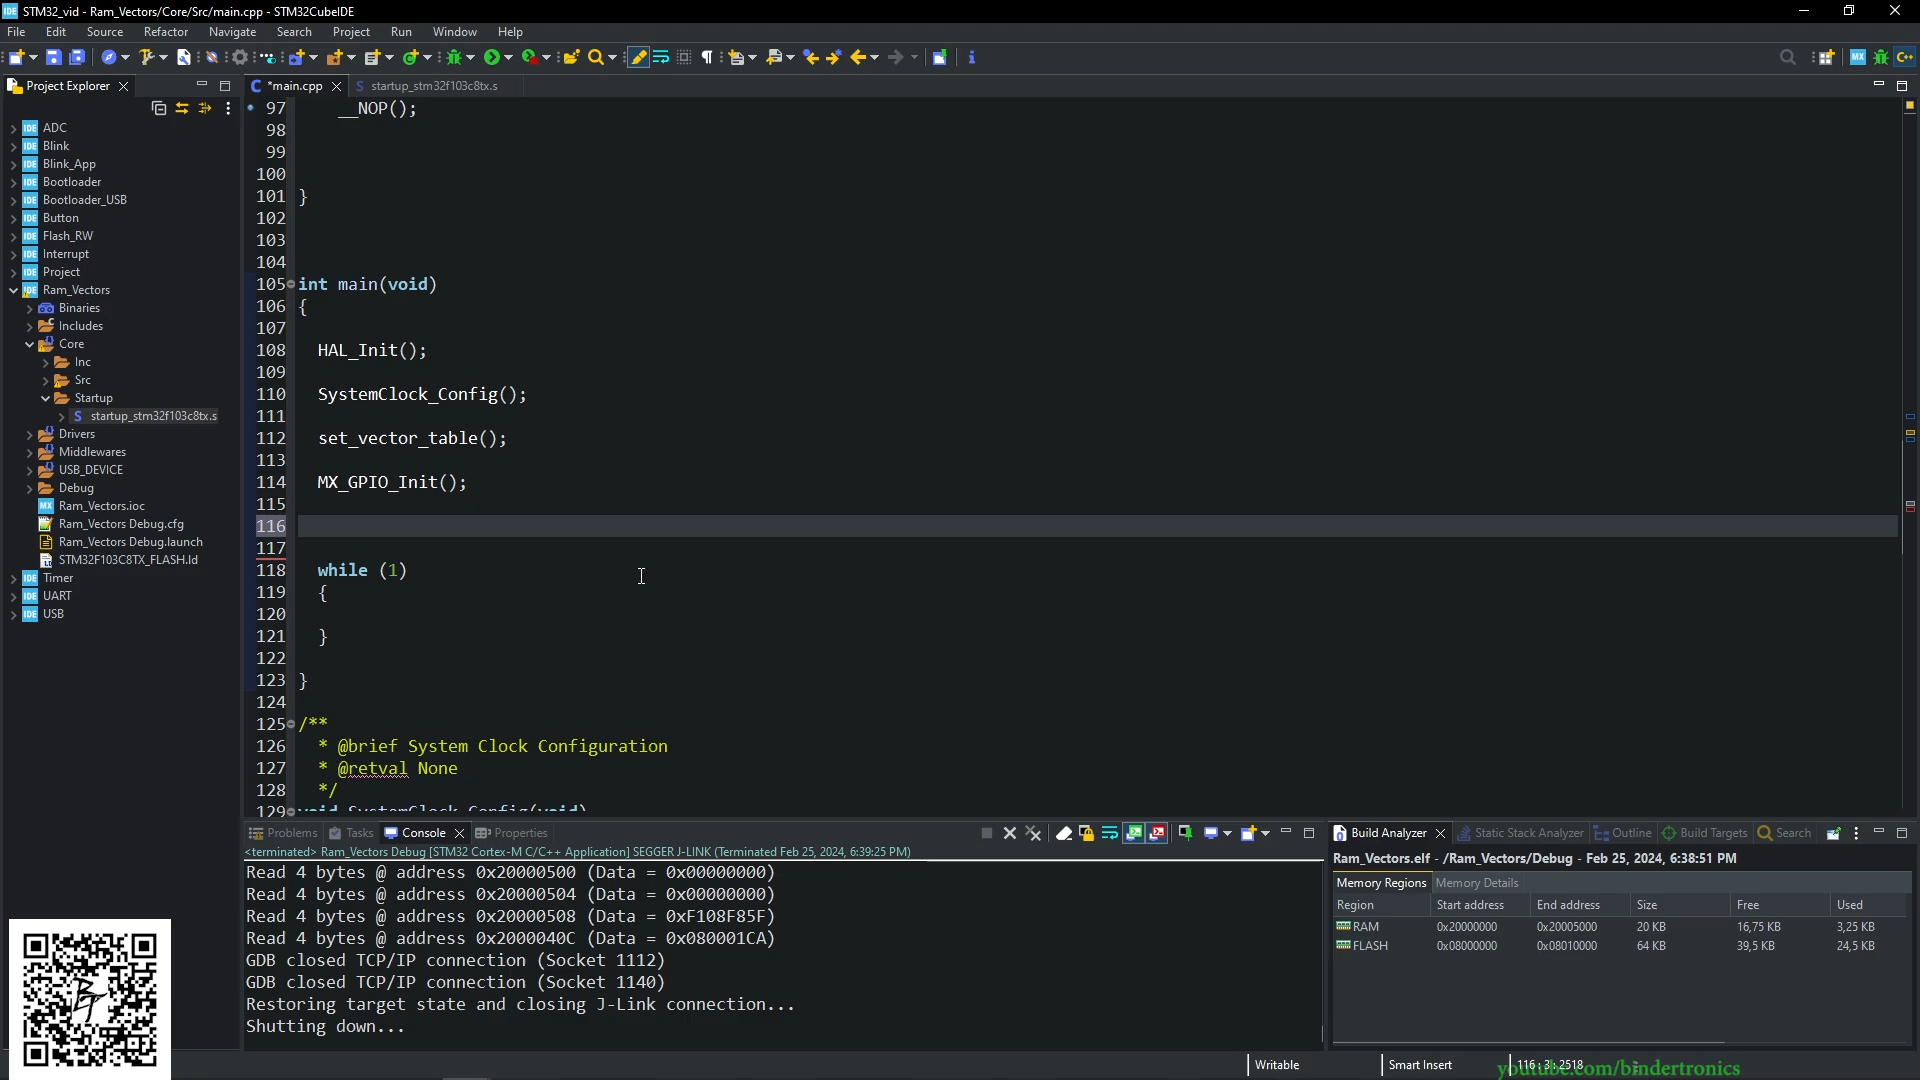 STM32_vid - Ram_Vectors/Core/Src/main.cpp - STM32CubeIDE
File Edit Source Refactor Navigate Search Project Run Window Help
Project Explorer
*main.cpp startup_stm32f103c8tx.s
ADC
Blink
Blink_App
Bootloader
Bootloader_USB
Button
Flash_RW
Interrupt
Project
Ram_Vectors
Binaries
Includes
Core
Inc
Src
Startup
startup_stm32f103c8tx.s
Drivers
Middlewares
USB_DEVICE
Debug
Ram_Vectors.ioc
Ram_Vectors Debug.cfg
Ram_Vectors Debug.launch
STM32F103C8TX_FLASH.ld
Timer
UART
USB
97 __NOP();
98
99
100
101 }
102
103
104
105 int main(void)
106 {
107
108 HAL_Init();
109
110 SystemClock_Config();
111
112 set_vector_table();
113
114 MX_GPIO_Init();
115
116
117
118 while (1)
119 {
120
121 }
122
123 }
124
125 /**
126 * @brief System Clock Configuration
127 * @retval None
128 */
129 void SystemClock_Config(void)
Problems Tasks Console Properties
<terminated> Ram_Vectors Debug [STM32 Cortex-M C/C++ Application] SEGGER J-LINK (Terminated Feb 25, 2024, 6:39:25 PM)
Read 4 bytes @ address 0x20000500 (Data = 0x00000000)
Read 4 bytes @ address 0x20000504 (Data = 0x00000000)
Read 4 bytes @ address 0x20000508 (Data = 0xF108F85F)
Read 4 bytes @ address 0x2000040C (Data = 0x080001CA)
GDB closed TCP/IP connection (Socket 1112)
GDB closed TCP/IP connection (Socket 1140)
Restoring target state and closing J-Link connection...
Shutting down...
Build Analyzer Static Stack Analyzer Outline Build Targets Search
Ram_Vectors.elf - /Ram_Vectors/Debug - Feb 25, 2024, 6:38:51 PM
Memory Regions Memory Details
Region Start address End address Size Free Used
RAM 0x20000000 0x20005000 20 KB 16,75 KB 3,25 KB
FLASH 0x08000000 0x08010000 64 KB 39,5 KB 24,5 KB
Writable Smart Insert 116 : 3 : 2518
youtube.com/bindertronics